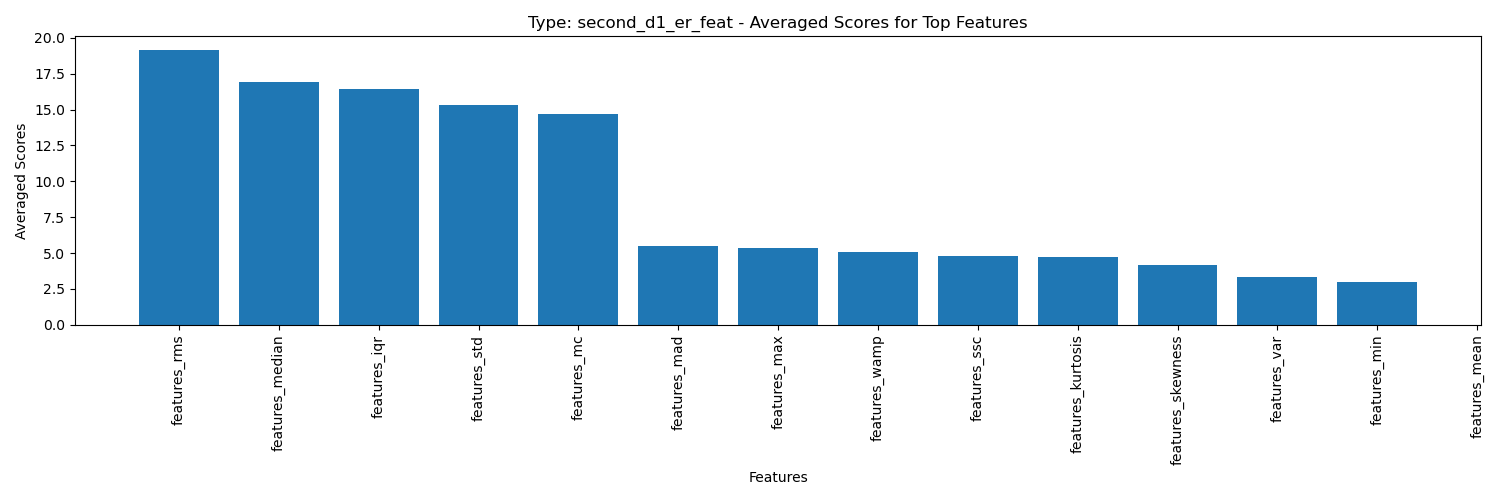 Type: second_d1_er_feat - Averaged Scores for Top Features
Averaged Scores
20.0
17.5
15.0
12.5
10.0
7.5
5.0
2.5
0.0
features_rms
features_median
features_iqr
features_std
features_mc
features_mad
features_max
features_wamp
features_ssc
features_kurtosis
features_skewness
features_var
features_min
features_mean
Features